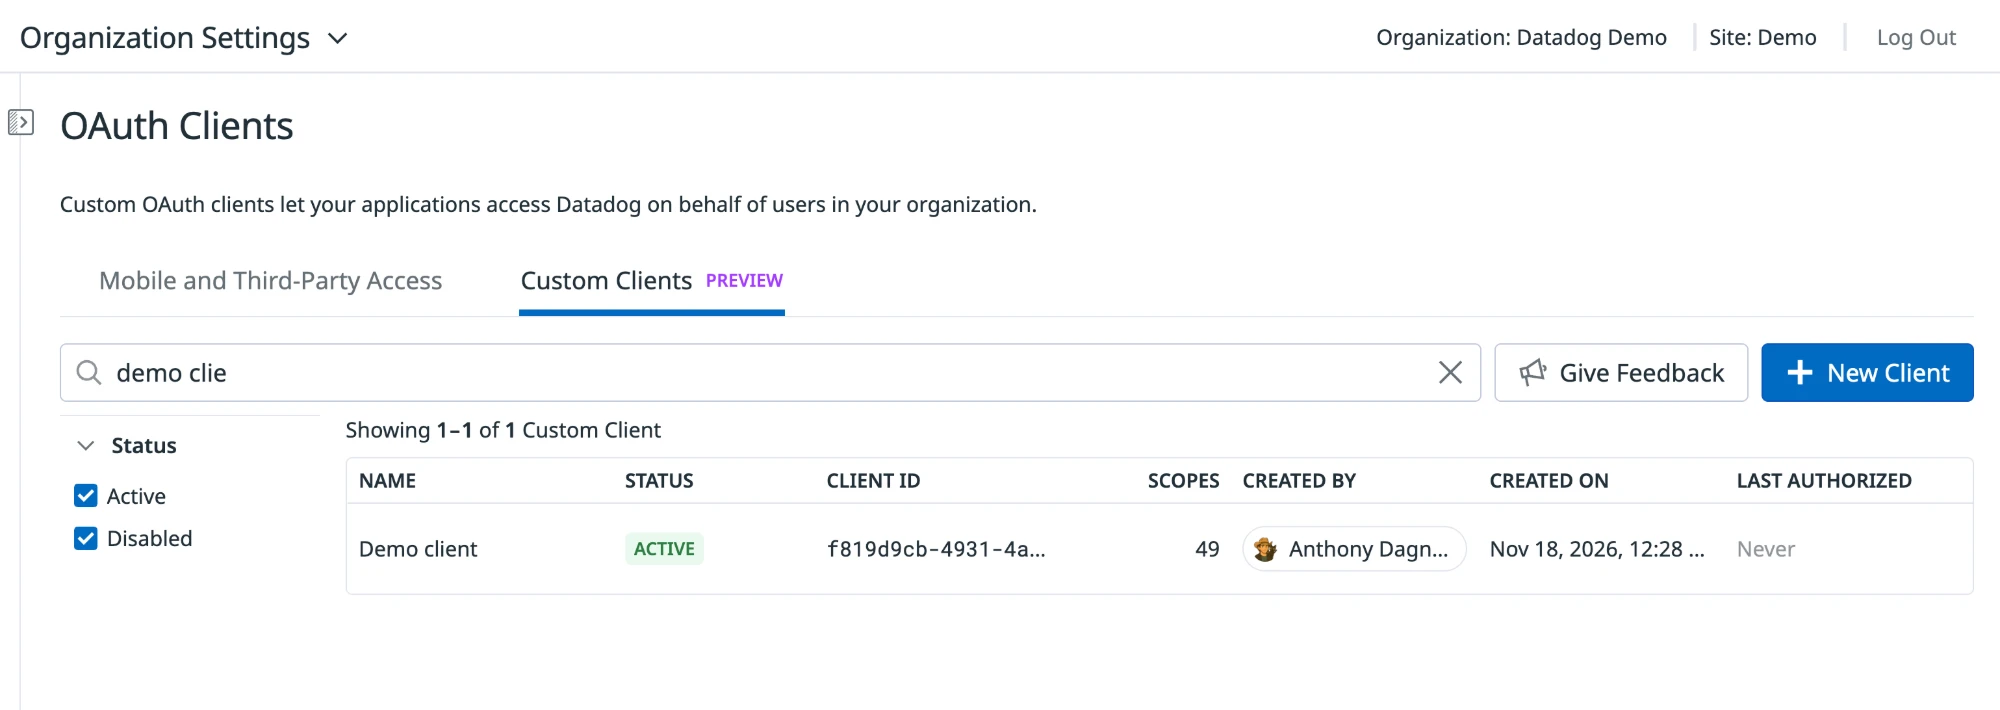 Organization Settings
Organization: Datadog Demo
Site: Demo
Log Out
OAuth Clients
Custom OAuth clients let your applications access Datadog on behalf of users in your organization.
Mobile and Third-Party Access
Custom Clients PREVIEW
demo clie
Give Feedback
New Client
Status
Active
Disabled
Showing 1–1 of 1 Custom Client
NAME STATUS CLIENT ID SCOPES CREATED BY CREATED ON LAST AUTHORIZED
Demo client ACTIVE f819d9cb-4931-4a... 49 Anthony Dagn... Nov 18, 2026, 12:28 ... Never